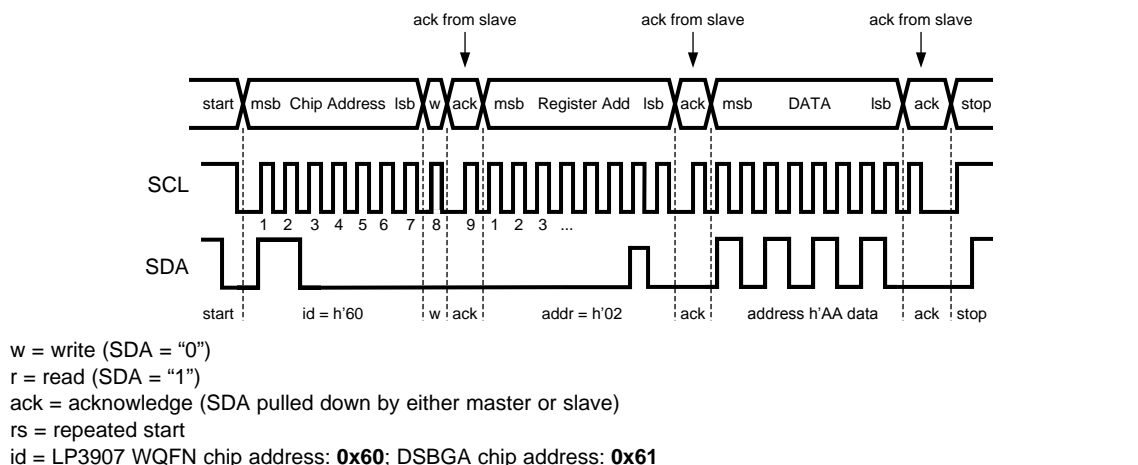 ack from slave ack from slave ack from slave
start msb Chip Address lsb w ack msb Register Add lsb ack msb DATA lsb ack stop
SCL
1 2 3 4 5 6 7 8 9 1 2 3 ...
SDA
start id = h'60 w ack addr = h'02 ack address h'AA data ack stop
w = write (SDA = “0”)
r = read (SDA = “1”)
ack = acknowledge (SDA pulled down by either master or slave)
rs = repeated start
id = LP3907 WQFN chip address: 0x60; DSBGA chip address: 0x61